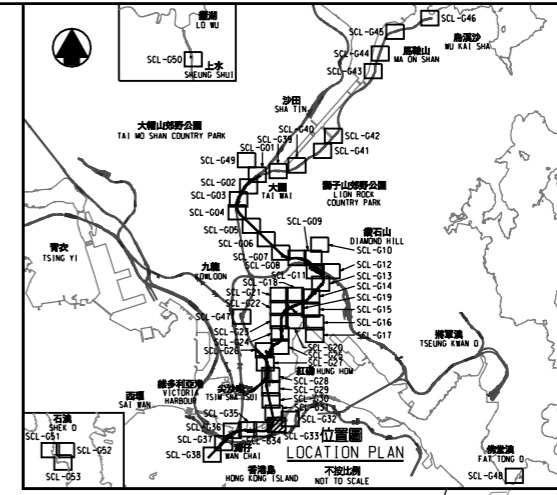 羅湖
LO WU
SCL-G50
上水
SHEUNG SHUI
SCL-G46
SCL-G45
烏溪沙
WU KAI SHA
SCL-G44
馬鞍山
MA ON SHAN
SCL-G43
沙田
SHA TIN
大帽山郊野公園
TAI MO SHAN COUNTRY PARK
SCL-G42
SCL-G40
SCL-G39
SCL-G41
SCL-G01
SCL-G49
SCL-G02
大圍
TAI WAI
獅子山郊野公園
LION ROCK
COUNTRY PARK
SCL-G03
SCL-G04
SCL-G05
SCL-G09
鑽石山
DIAMOND HILL
SCL-G06
SCL-G10
青衣
TSING YI
SCL-G07
SCL-G08
SCL-G12
九龍
KOWLOON
SCL-G11
SCL-G13
SCL-G18
SCL-G14
SCL-G21
SCL-G19
SCL-G22
SCL-G15
SCL-G47
SCL-G16
將軍澳
TSEUNG KWAN O
SCL-G23
SCL-G17
SCL-G24
SCL-G20
SCL-G25
SCL-G26
SCL-G27
紅磡
HUNG HOM
維多利亞港
VICTORIA
HARBOUR
尖沙咀
TSIM SHA TSUI
SCL-G28
SCL-G29
SCL-G30
SCL-G31
西環
SAI WAN
SCL-G32
SCL-G35
SCL-G36
SCL-G33
SCL-G34
SCL-G37
SCL-G38
灣仔
WAN CHAI
香港島
HONG KONG ISLAND
位置圖
LOCATION PLAN
不按比例
NOT TO SCALE
石澳
SHEK O
SCL-G51
SCL-G52
SCL-G53
佛堂澳
FAT TONG O
SCL-G48